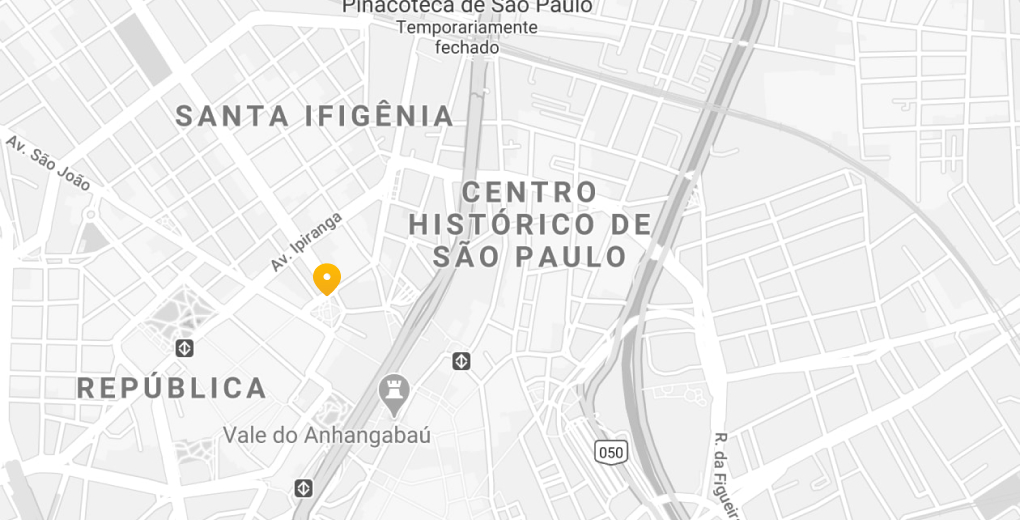 Pinacoteca de São Paulo
Temporariamente
fechado
SANTA IFIGÊNIA
Av. São João
CENTRO
HISTÓRICO DE
SÃO PAULO
Av. Ipiranga
REPÚBLICA
Vale do Anhangabaú
050
R. da Figueir